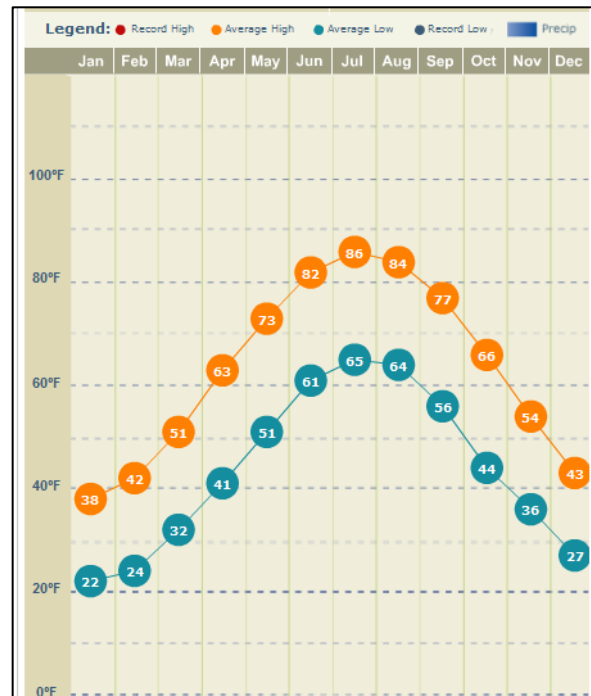 Legend: Record High Average High Average Low Record Low Precip
Jan Feb Mar Apr May Jun Jul Aug Sep Oct Nov Dec
100°F
80°F
60°F
40°F
20°F
0°F
38 42 51 63 73 82 86 84 77 66 54 43
22 24 32 41 51 61 65 64 56 44 36 27